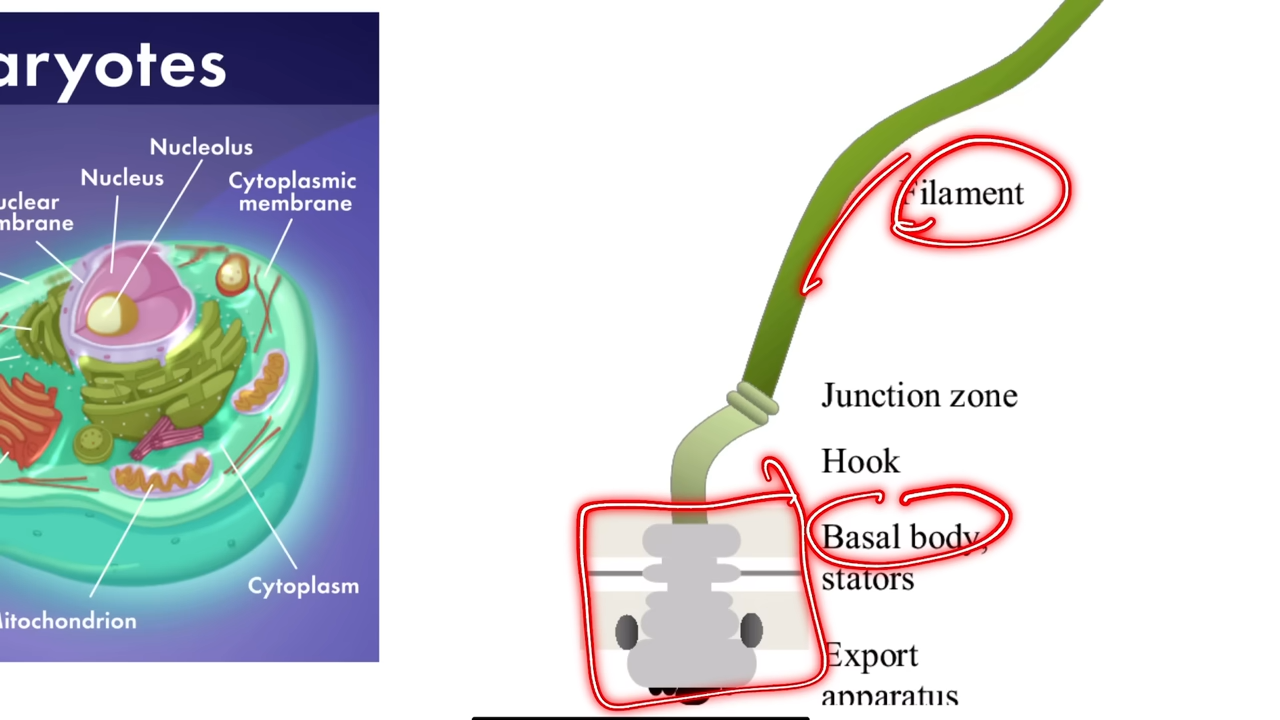 aryotes
Nucleolus
Nucleus
Cytoplasmic
membrane
uclear
mbrane
Cytoplasm
Mitochondrion
Filament
Junction zone
Hook
Basal body,
stators
Export
apparatus